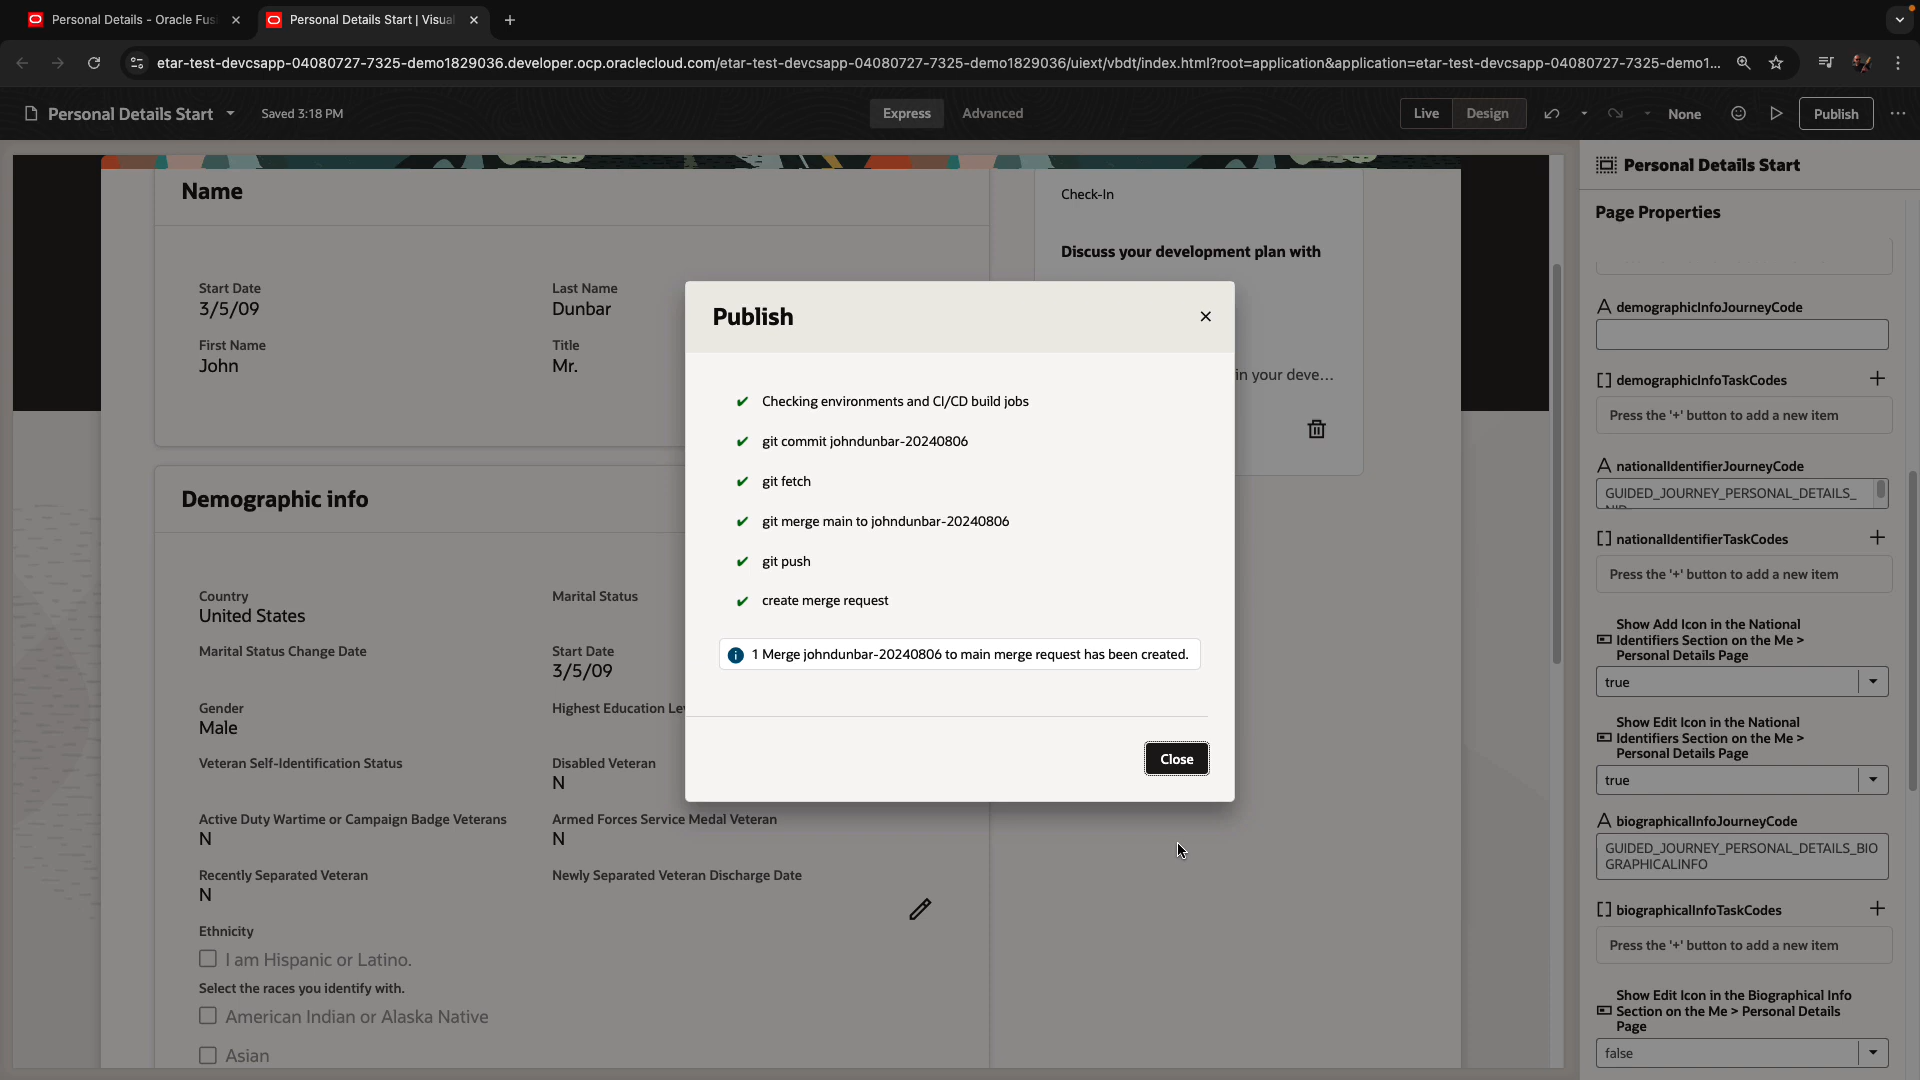 Personal Details - Oracle Fus
Personal Details Start | Visual
etar-test-devcsapp-04080727-7325-demo1829036.developer.ocp.oraclecloud.com/etar-test-devcsapp-04080727-7325-demo1829036/uiext/vbdt/index.html?root=application&application=etar-test-devcsapp-04080727-7325-demo1...
Personal Details Start
Saved 3:18 PM
Express
Advanced
Live
Design
None
Publish
Name
Start Date
3/5/09
Last Name
Dunbar
First Name
John
Title
Mr.
Demographic info
Country
United States
Marital Status
Marital Status Change Date
Start Date
3/5/09
Gender
Male
Highest Education Le
Veteran Self-Identification Status
Disabled Veteran
N
Active Duty Wartime or Campaign Badge Veterans
N
Armed Forces Service Medal Veteran
N
Recently Separated Veteran
N
Newly Separated Veteran Discharge Date
Ethnicity
I am Hispanic or Latino.
Select the races you identify with.
American Indian or Alaska Native
Asian
Check-In
Discuss your development plan with
in your deve...
Publish
Checking environments and CI/CD build jobs
git commit johndunbar-20240806
git fetch
git merge main to johndunbar-20240806
git push
create merge request
1 Merge johndunbar-20240806 to main merge request has been created.
Close
Personal Details Start
Page Properties
demographicInfoJourneyCode
demographicInfoTaskCodes
Press the '+' button to add a new item
nationalIdentifierJourneyCode
GUIDED_JOURNEY_PERSONAL_DETAILS_
nationalIdentifierTaskCodes
Press the '+' button to add a new item
Show Add Icon in the National
Identifiers Section on the Me >
Personal Details Page
true
Show Edit Icon in the National
Identifiers Section on the Me >
Personal Details Page
true
biographicalInfoJourneyCode
GUIDED_JOURNEY_PERSONAL_DETAILS_BIO
GRAPHICALINFO
biographicalInfoTaskCodes
Press the '+' button to add a new item
Show Edit Icon in the Biographical Info
Section on the Me > Personal Details
Page
false